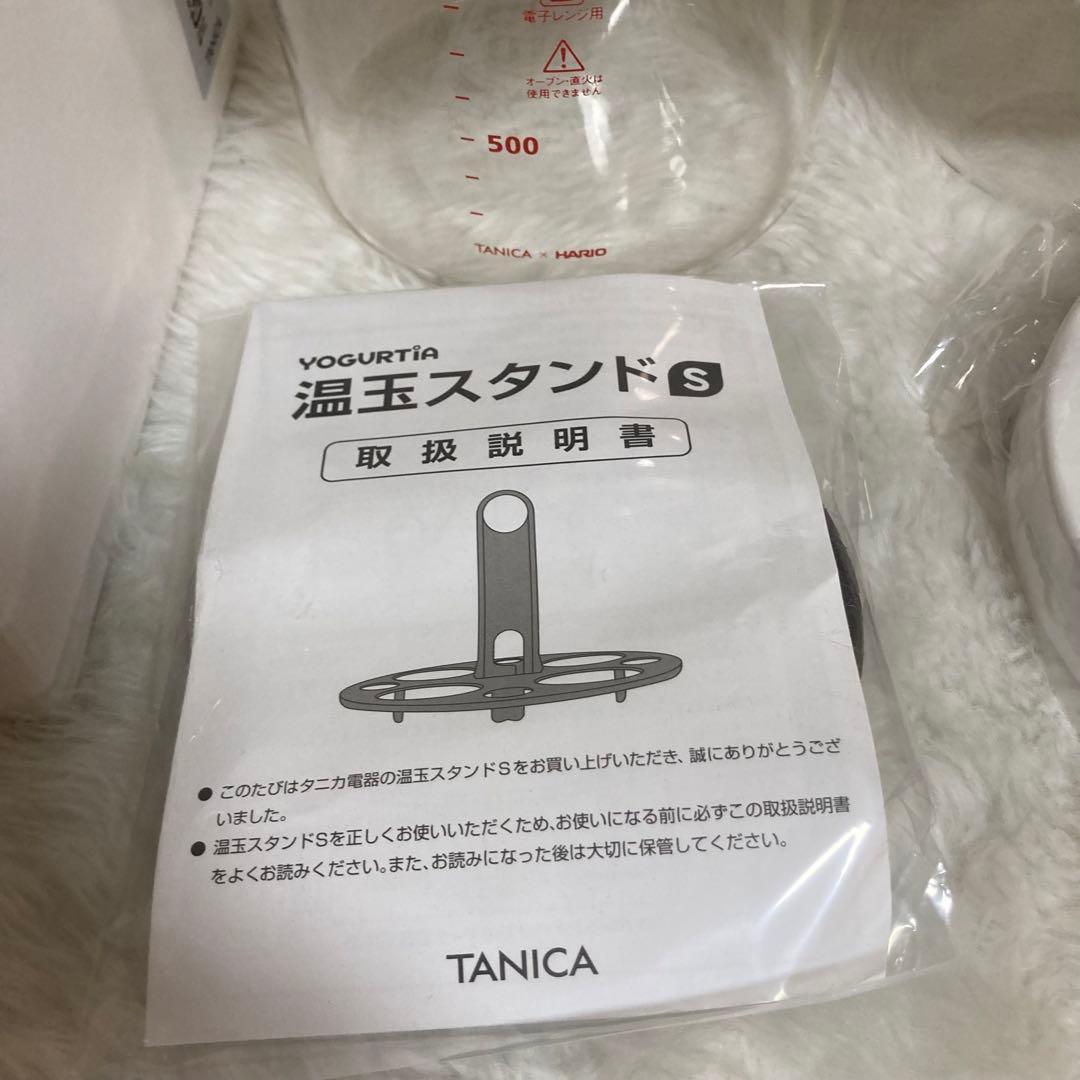 電子レンジ用
オーブン・直火は
使用できません
500
TANICA × HARIO
YOGURTiA
温玉スタンド S
取扱説明書
● このたびはタニカ電器の温玉スタンドSをお買い上げいただき、誠にありがとうござ
いました。
● 温玉スタンドSを正しくお使いいただくため、お使いになる前に必ずこの取扱説明書
をよくお読みください。また、お読みになった後は大切に保管してください。
TANICA